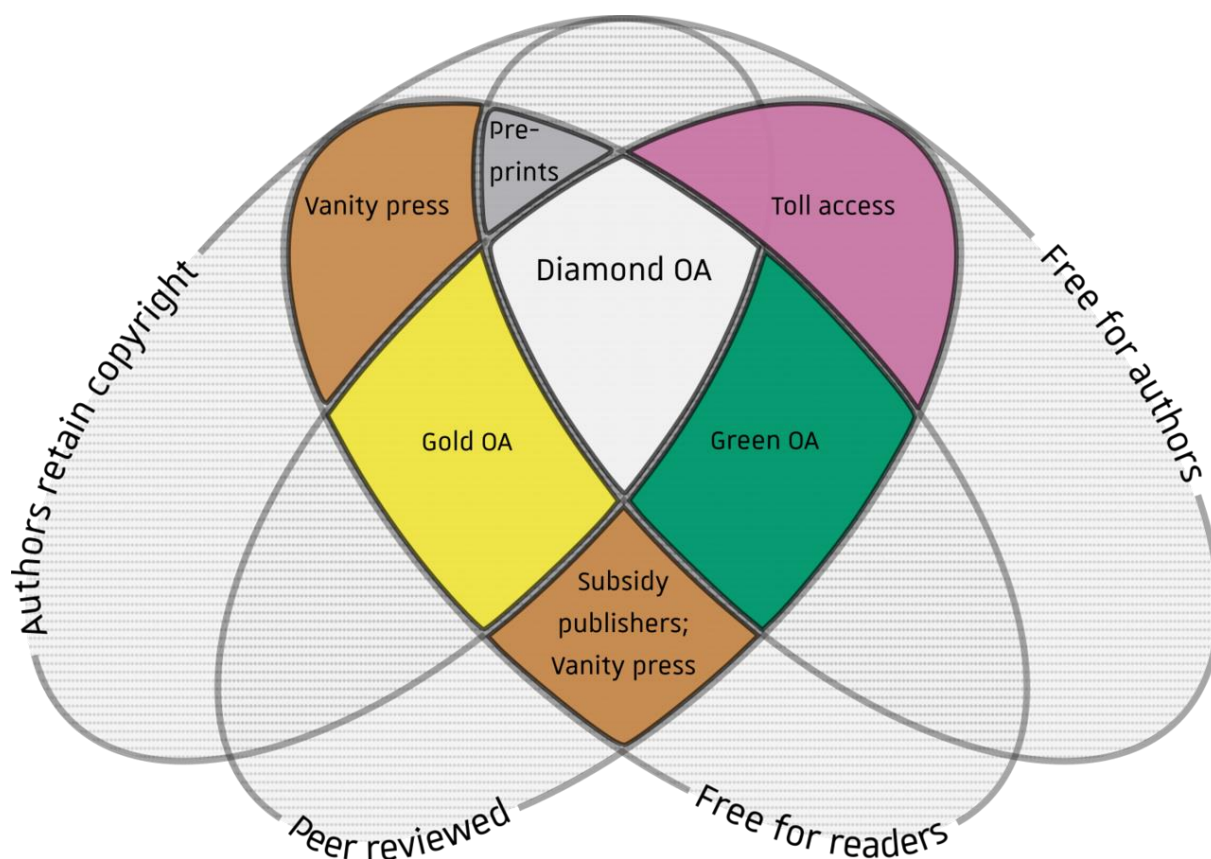 Pre-
prints
Vanity press
Toll access
Diamond OA
Authors retain copyright
Free for authors
Gold OA
Green OA
Subsidy
publishers;
Vanity press
Peer reviewed
Free for readers